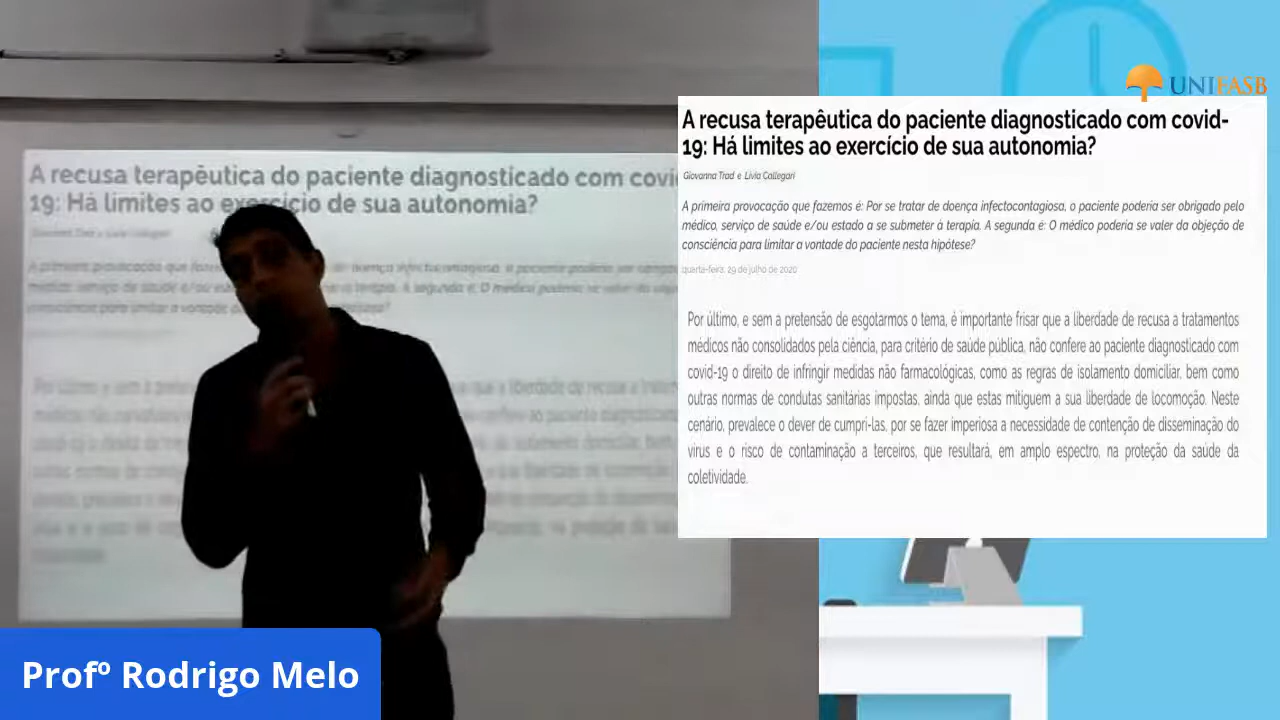 UNIFASB
A recusa terapêutica do paciente diagnosticado com covid-
19: Há limites ao exercício de sua autonomia?
Giovanna Trad e Lívia Callegari
A primeira provocação que fazemos é: Por se tratar de doença infectocontagiosa, o paciente poderia ser obrigado pelo
médico, serviço de saúde e/ou estado a se submeter à terapia. A segunda é: O médico poderia se valer da objeção de
consciência para limitar a vontade do paciente nesta hipótese?
quarta-feira, 29 de julho de 2020
Por último, e sem a pretensão de esgotarmos o tema, é importante frisar que a liberdade de recusa a tratamentos
médicos não consolidados pela ciência, para critério de saúde pública, não confere ao paciente diagnosticado com
covid-19 o direito de infringir medidas não farmacológicas, como as regras de isolamento domiciliar, bem como
outras normas de condutas sanitárias impostas, ainda que estas mitiguem a sua liberdade de locomoção. Neste
cenário, prevalece o dever de cumpri-las, por se fazer imperiosa a necessidade de contenção de disseminação do
vírus e o risco de contaminação a terceiros, que resultará, em amplo espectro, na proteção da saúde da
coletividade.
A recusa terapêutica do paciente diagnosticado com covi
19: Há limites ao exercício de sua autonomia?
Profº Rodrigo Melo